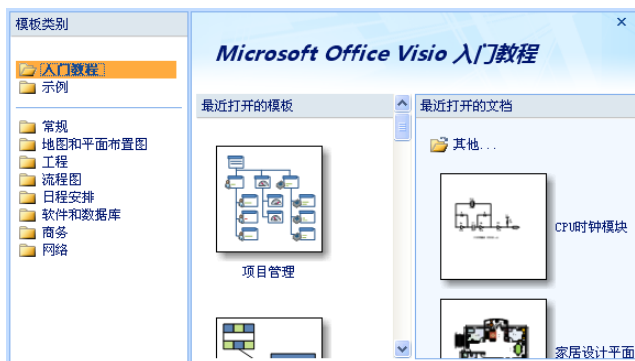 模板类别
入门教程
示例
常规
地图和平面布置图
工程
流程图
日程安排
软件和数据库
商务
网络
Microsoft Office Visio 入门教程
最近打开的模板
项目管理
最近打开的文档
其他...
CPU时钟模块
家居设计平面